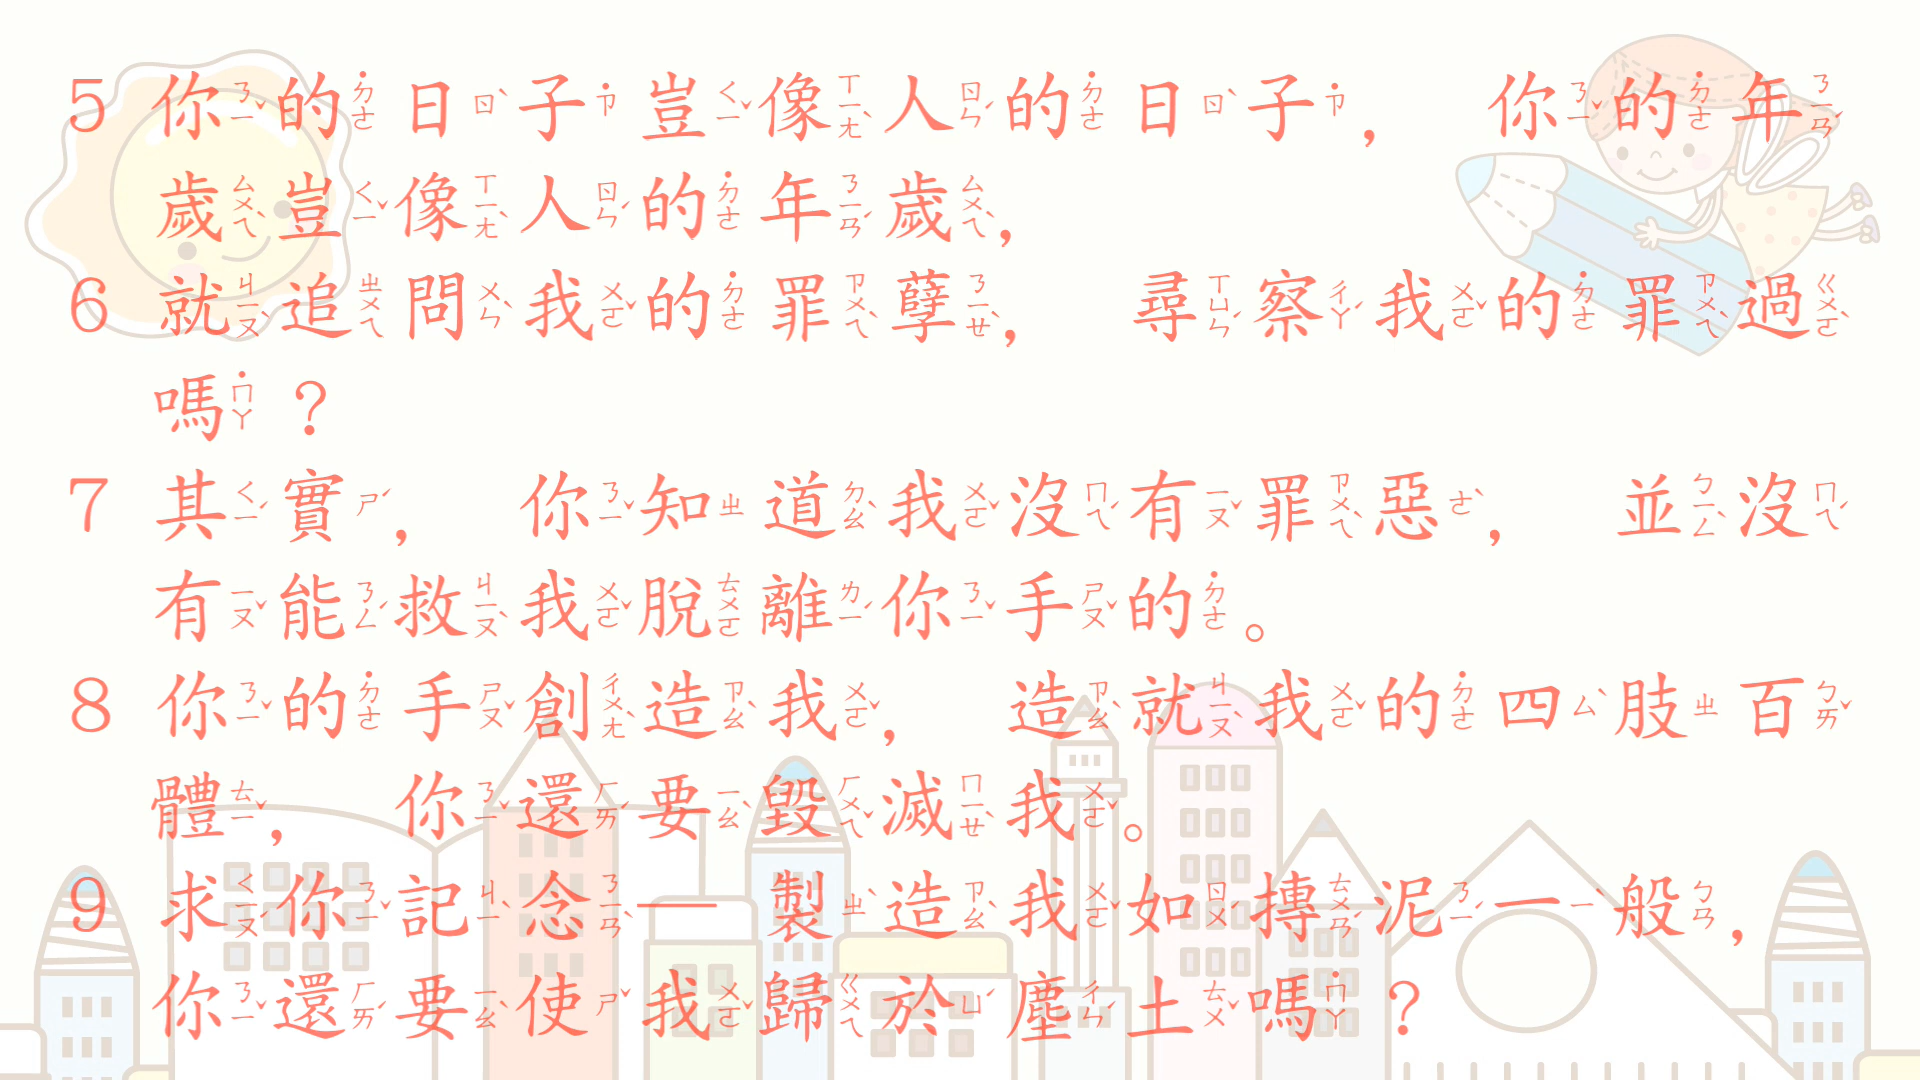 5 你的日子豈像人的日子， 你的年
歲豈像人的年歲，
6 就追問我的罪孽， 尋察我的罪過
嗎？
7 其實， 你知道我沒有罪惡， 並沒
有能救我脫離你手的。
8 你的手創造我， 造就我的四肢百
體， 你還要毀滅我。
9 求你記念— 製造我如摶泥一般，
你還要使我歸於塵土嗎？